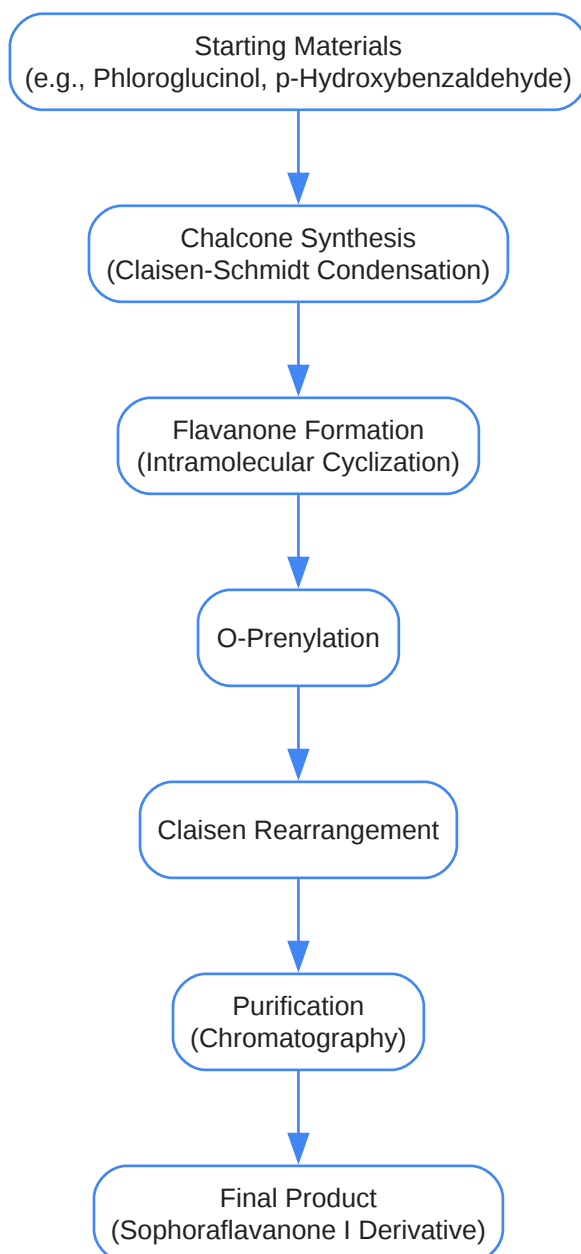 Starting Materials
(e.g., Phloroglucinol, p-Hydroxybenzaldehyde)
Chalcone Synthesis
(Claisen-Schmidt Condensation)
Flavanone Formation
(Intramolecular Cyclization)
O-Prenylation
Claisen Rearrangement
Purification
(Chromatography)
Final Product
(Sophoraflavanone I Derivative)